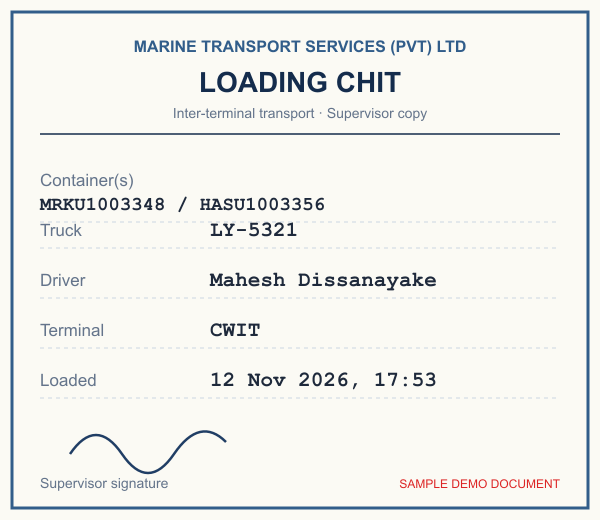 MARINE TRANSPORT SERVICES (PVT) LTD
LOADING CHIT
Inter-terminal transport · Supervisor copy
Container(s)
MRKU1003348 / HASU1003356
Truck LY-5321
Driver Mahesh Dissanayake
Terminal CWIT
Loaded 12 Nov 2026, 17:53
Supervisor signature SAMPLE DEMO DOCUMENT